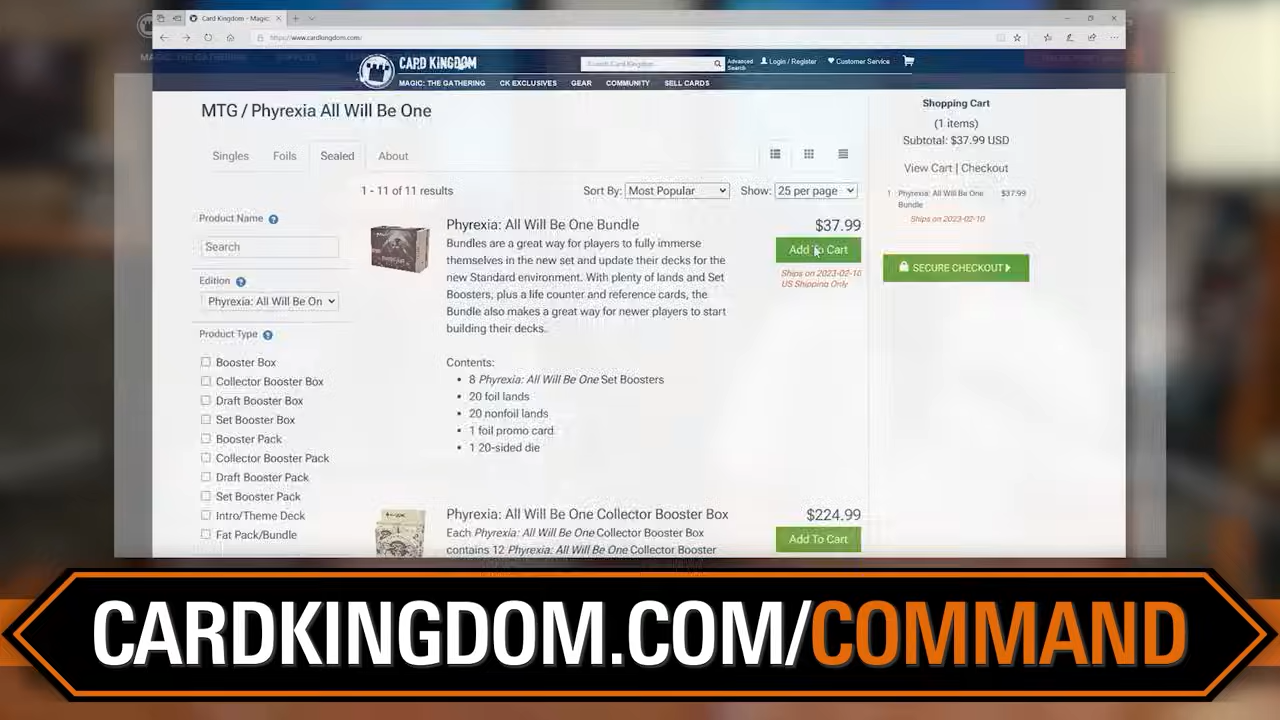 Card Kingdom - Magic:
https://www.cardkingdom.com/
CARD KINGDOM
Search Card Kingdom...
Advanced Search
Login / Register
Customer Service
MAGIC: THE GATHERING
CK EXCLUSIVES
GEAR
COMMUNITY
SELL CARDS
MTG / Phyrexia All Will Be One
Singles
Foils
Sealed
About
1 - 11 of 11 results
Sort By: Most Popular
Show: 25 per page
Product Name
Search
Edition
Phyrexia: All Will Be On
Product Type
Booster Box
Collector Booster Box
Draft Booster Box
Set Booster Box
Booster Pack
Collector Booster Pack
Draft Booster Pack
Set Booster Pack
Intro/Theme Deck
Fat Pack/Bundle
Phyrexia: All Will Be One Bundle
Bundles are a great way for players to fully immerse
themselves in the new set and update their decks for the
new Standard environment. With plenty of lands and Set
Boosters, plus a life counter and reference cards, the
Bundle also makes a great way for newer players to start
building their decks.
Contents:
8 Phyrexia: All Will Be One Set Boosters
20 foil lands
20 nonfoil lands
1 foil promo card
1 20-sided die
$37.99
Add To Cart
Ships on 2023-02-10
US Shipping Only
Phyrexia: All Will Be One Collector Booster Box
Each Phyrexia: All Will Be One Collector Booster Box
contains 12 Phyrexia: All Will Be One Collector Booster
$224.99
Add To Cart
Shopping Cart
(1 items)
Subtotal: $37.99 USD
View Cart | Checkout
1 Phyrexia: All Will Be One $37.99
Bundle
Ships on 2023-02-10
SECURE CHECKOUT
CARDKINGDOM.COM/COMMAND